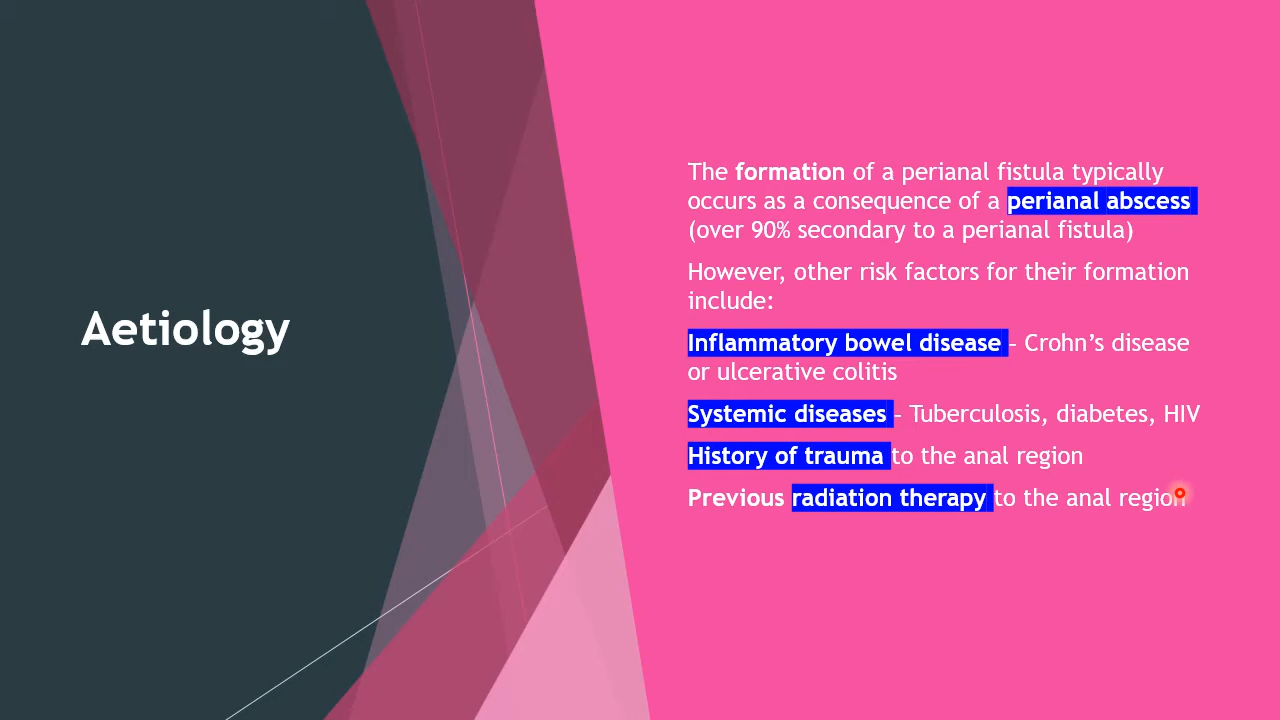 Aetiology
The formation of a perianal fistula typically
occurs as a consequence of a perianal abscess
(over 90% secondary to a perianal fistula)
However, other risk factors for their formation
include:
Inflammatory bowel disease – Crohn’s disease
or ulcerative colitis
Systemic diseases – Tuberculosis, diabetes, HIV
History of trauma to the anal region
Previous radiation therapy to the anal region